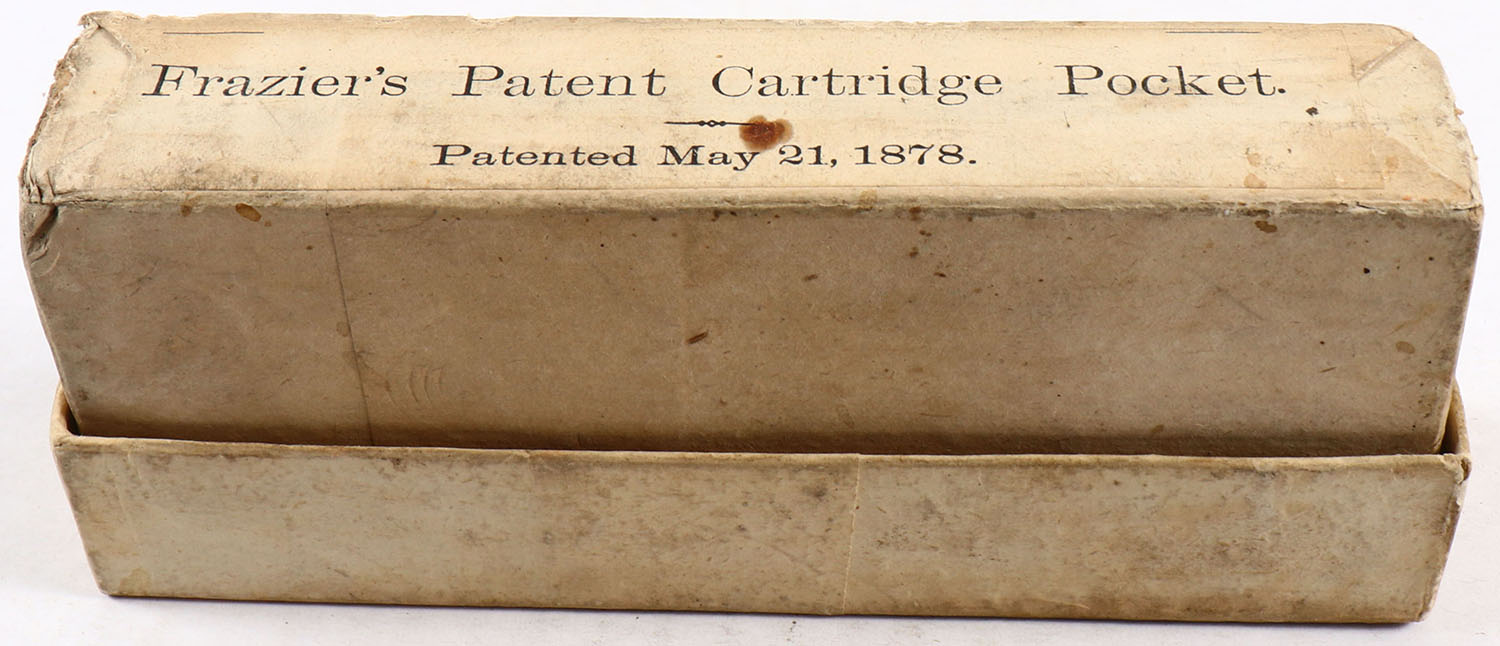 Frazier's Patent Cartridge Pocket.
Patented May 21, 1878.